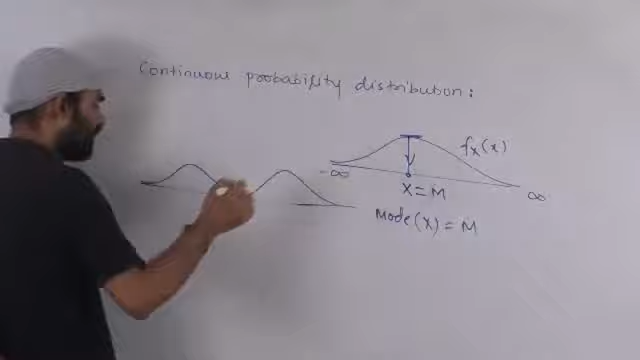 Continuous probability distribution:
fx(x)
-∞
∞
X = M
Mode(X) = M